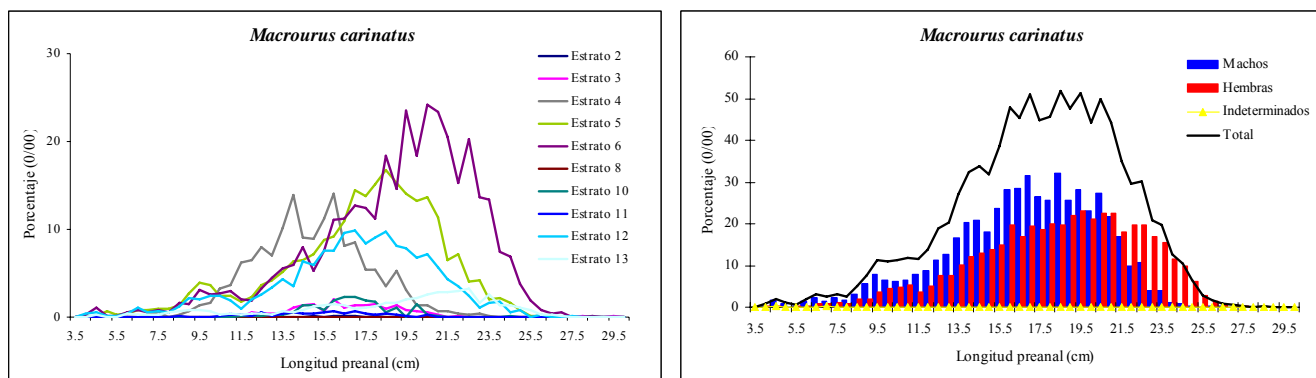 Macrourus carinatus
30
20
10
0
Porcentaje (0/00)
3.5 5.5 7.5 9.5 11.5 13.5 15.5 17.5 19.5 21.5 23.5 25.5 27.5 29.5
Longitud preanal (cm)
Estrato 2
Estrato 3
Estrato 4
Estrato 5
Estrato 6
Estrato 8
Estrato 10
Estrato 11
Estrato 12
Estrato 13
Macrourus carinatus
60
50
40
30
20
10
0
Porcentaje (0/00)
3.5 5.5 7.5 9.5 11.5 13.5 15.5 17.5 19.5 21.5 23.5 25.5 27.5 29.5
Longitud preanal (cm)
Machos
Hembras
Indeterminados
Total